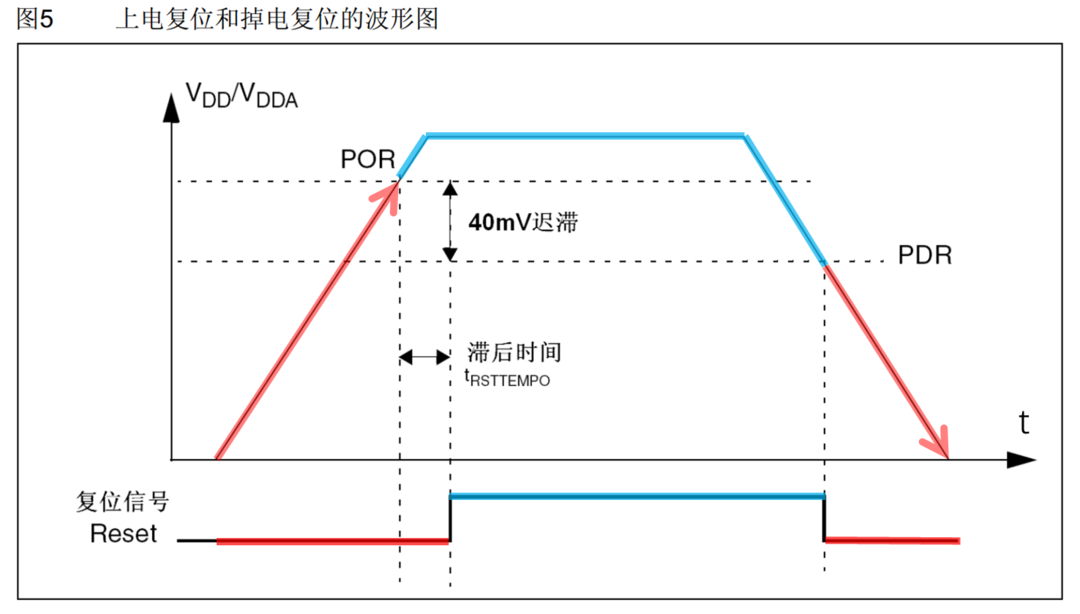 图5 上电复位和掉电复位的波形图
VDD/VDDA
POR
40mV迟滞
PDR
滞后时间
tRSTTEMPO
t
复位信号
Reset